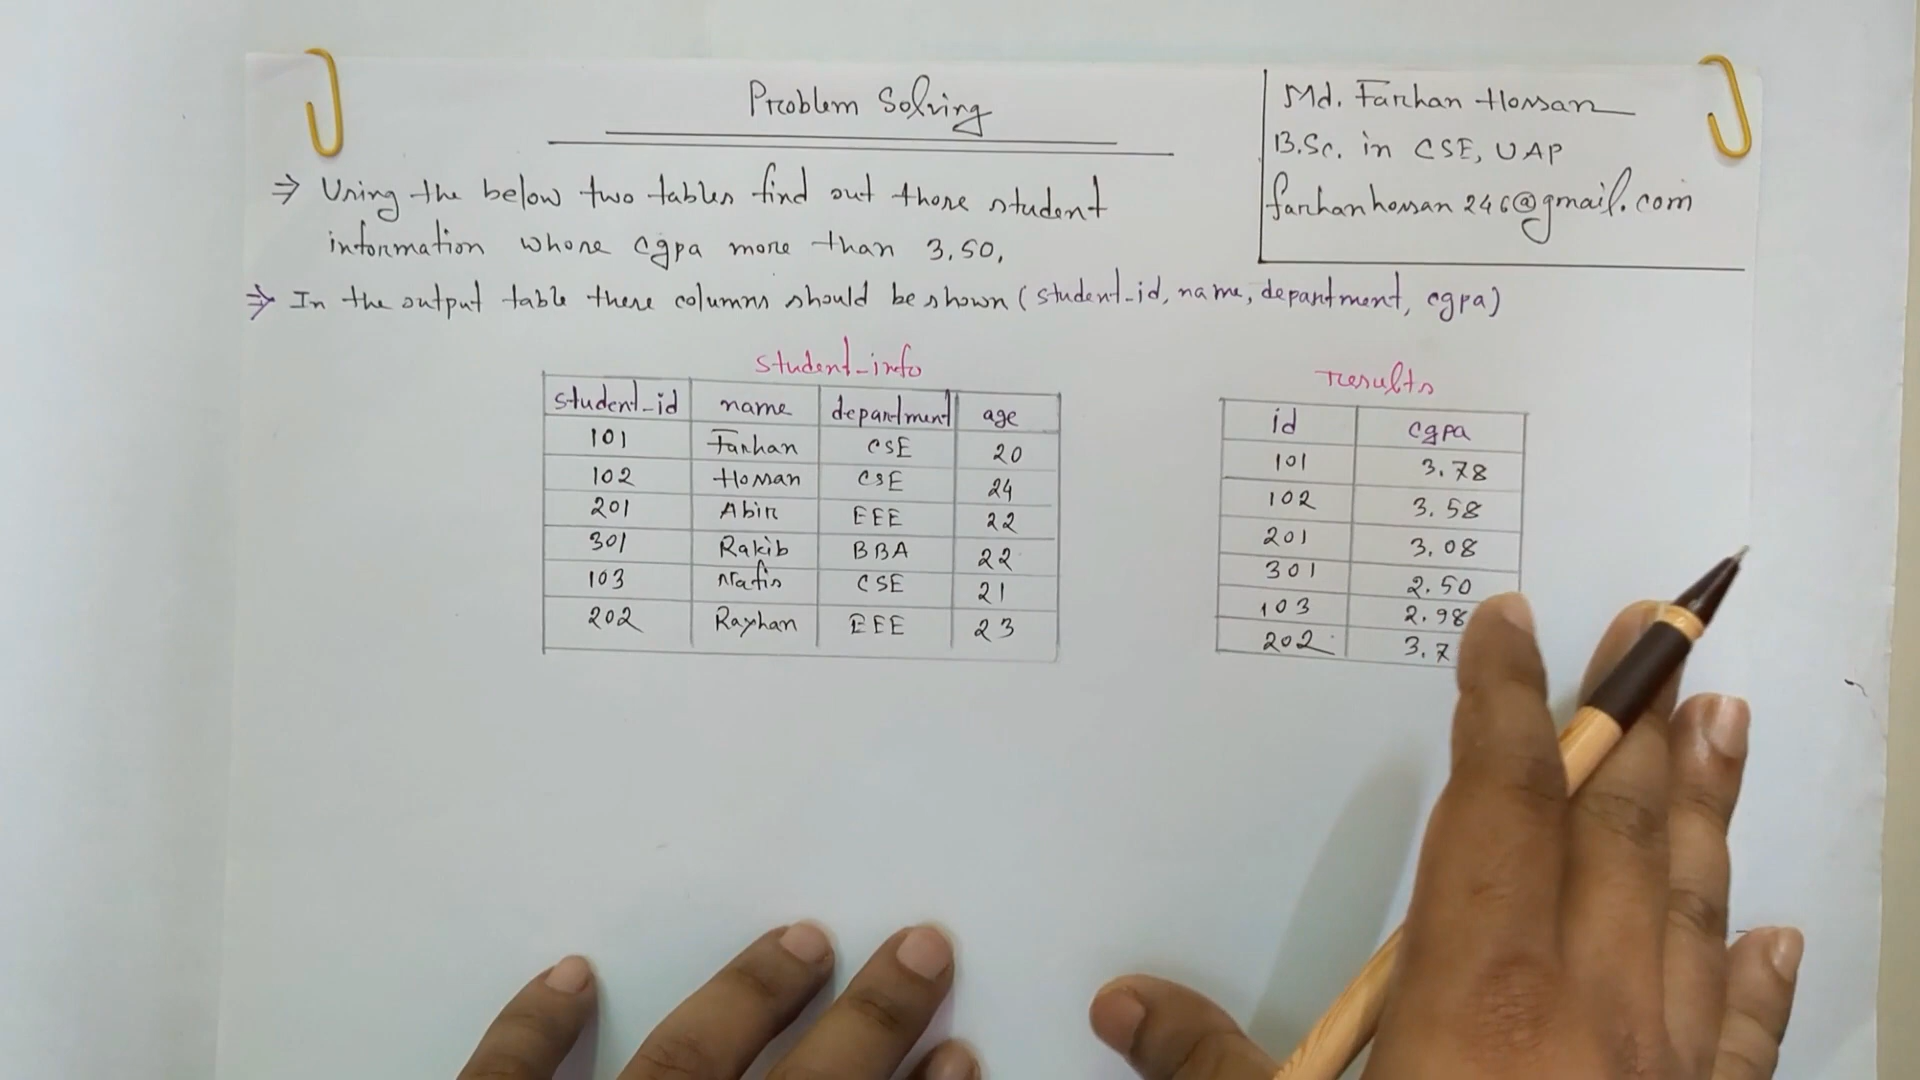 Problem Solving
Md. Farhan Hossan
B.Sc. in CSE, UAP
farhanhossan246@gmail.com
⇒ Using the below two tables find out those student
information whose cgpa more than 3.50.
⇒ In the output table these columns should be shown (student_id, name, department, cgpa)
student_info
student_id name department age
101 Farhan CSE 20
102 Hossan CSE 24
201 Abir EEE 22
301 Rakib BBA 22
103 Nafis CSE 21
202 Rayhan EEE 23
results
id cgpa
101 3.78
102 3.58
201 3.08
301 2.50
103 2.98
202 3.7